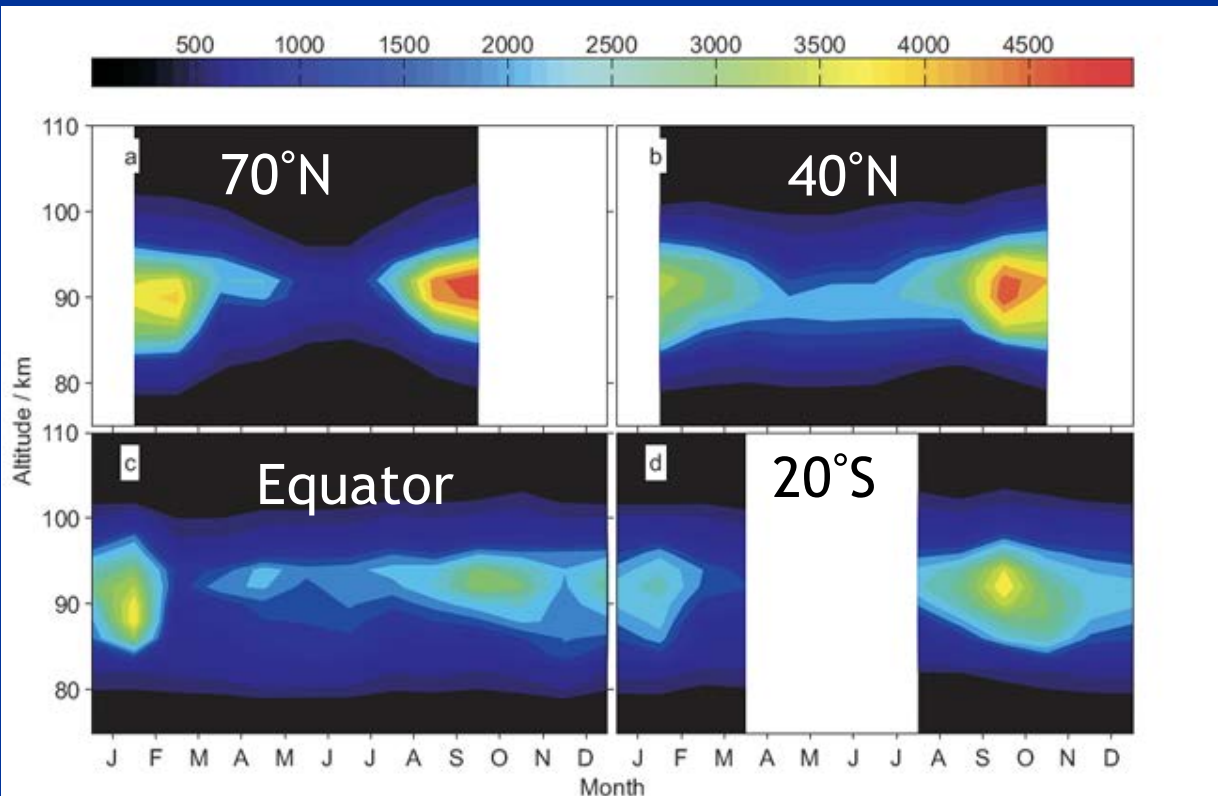 500 1000 1500 2000 2500 3000 3500 4000 4500
110
a 70°N
b 40°N
100
90
80
Altitude / km
110
c Equator
d 20°S
100
90
80
J F M A M J J A S O N D
J F M A M J J A S O N D
Month